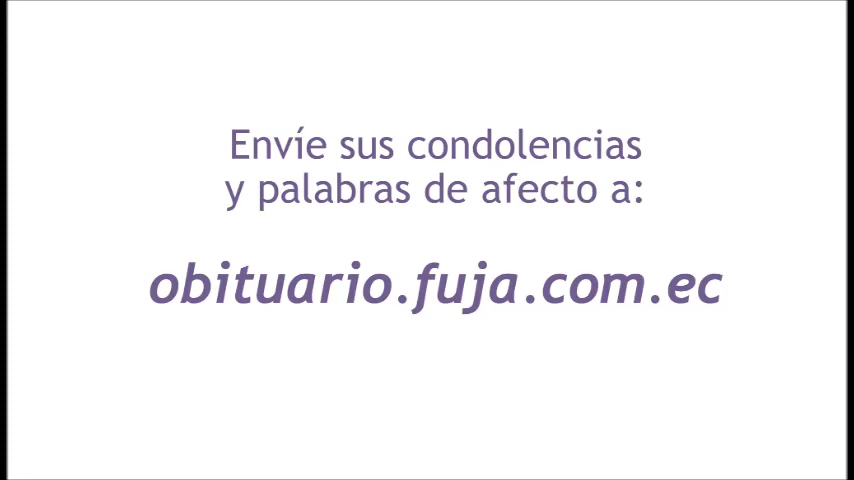 Envíe sus condolencias
y palabras de afecto a:
obituario.fuja.com.ec